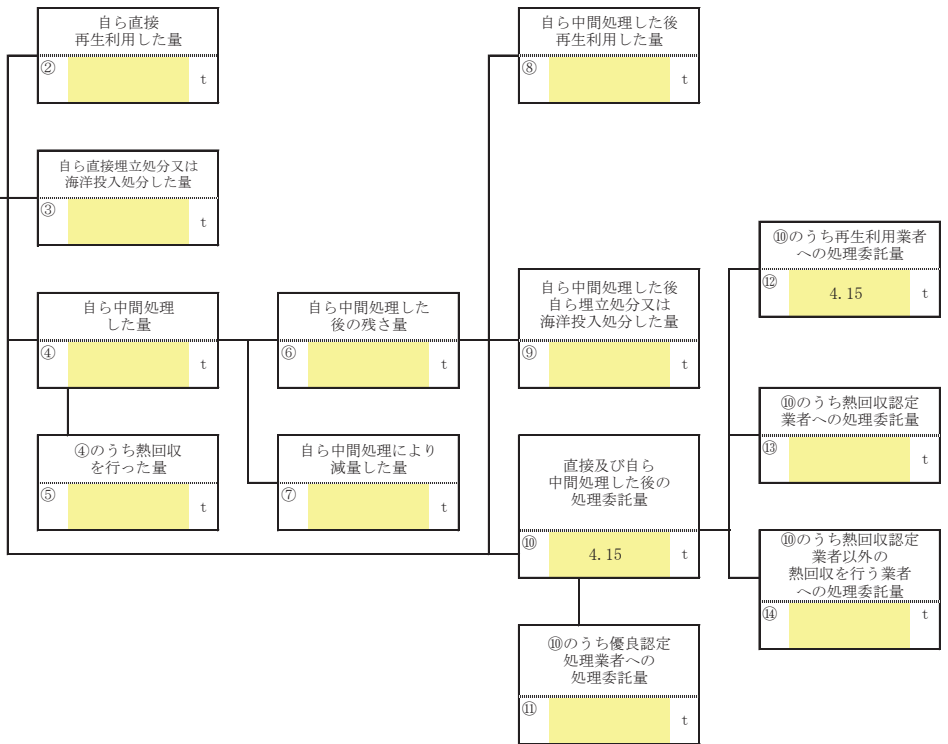 自ら直接
再生利用した量
②
t
自ら直接埋立処分又は
海洋投入処分した量
③
t
自ら中間処理
した量
④
t
④のうち熱回収
を行った量
⑤
t
自ら中間処理した
後の残さ量
⑥
t
自ら中間処理により
減量した量
⑦
t
自ら中間処理した後
再生利用した量
⑧
t
自ら中間処理した後
自ら埋立処分又は
海洋投入処分した量
⑨
t
直接及び自ら
中間処理した後の
処理委託量
⑩ 4.15 t
⑩のうち優良認定
処理業者への
処理委託量
⑪
t
⑩のうち再生利用業者
への処理委託量
⑫ 4.15 t
⑩のうち熱回収認定
業者への処理委託量
⑬
t
⑩のうち熱回収認定
業者以外の
熱回収を行う業者
への処理委託量
⑭
t